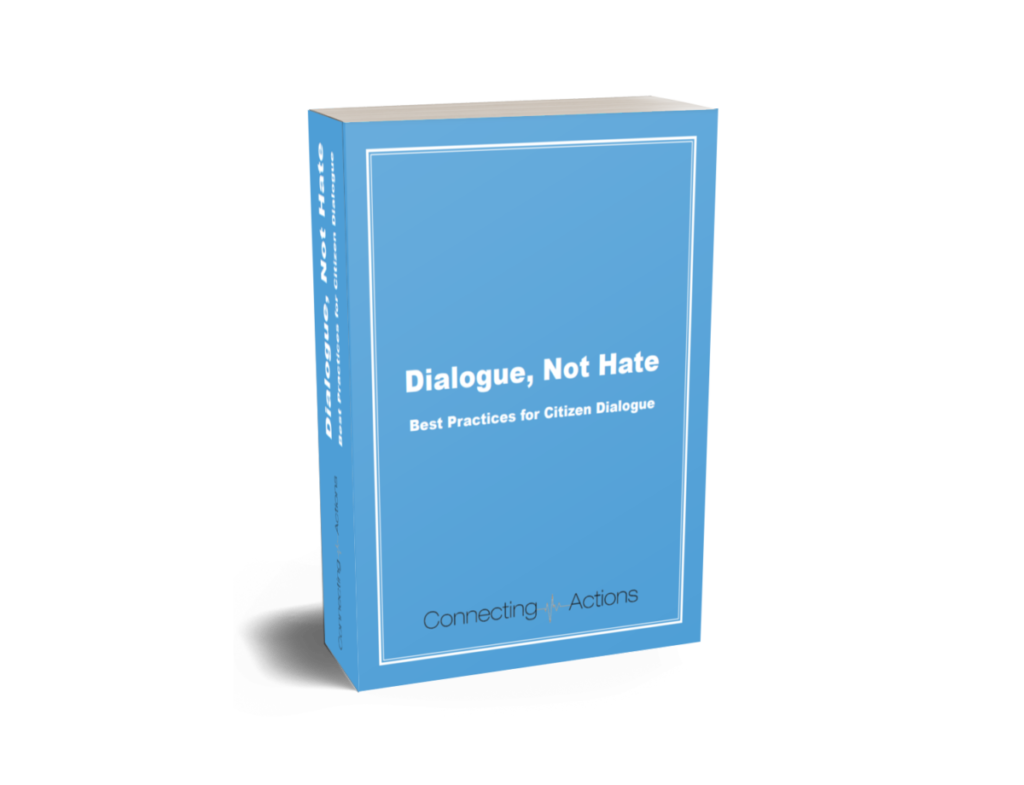 Dialogue, Not Hate
Best Practices for Citizen Dialogue
Connecting Actions
Dialogue, Not Hate
Best Practices for Citizen Dialogue
Connecting Actions